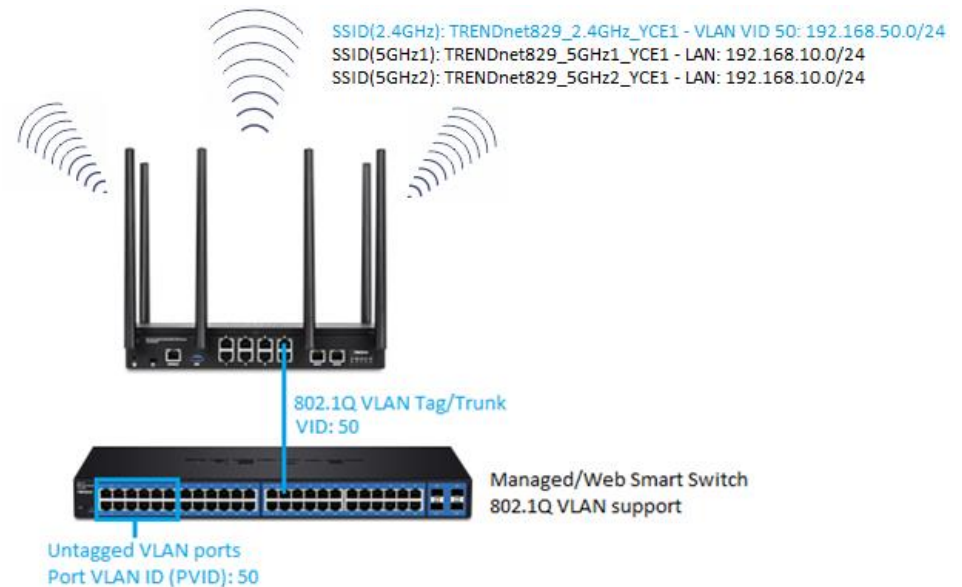 SSID(2.4GHz): TRENDnet829_2.4GHz_YCE1 - VLAN VID 50: 192.168.50.0/24
SSID(5GHz1): TRENDnet829_5GHz1_YCE1 - LAN: 192.168.10.0/24
SSID(5GHz2): TRENDnet829_5GHz2_YCE1 - LAN: 192.168.10.0/24
802.1Q VLAN Tag/Trunk
VID: 50
Managed/Web Smart Switch
802.1Q VLAN support
Untagged VLAN ports
Port VLAN ID (PVID): 50